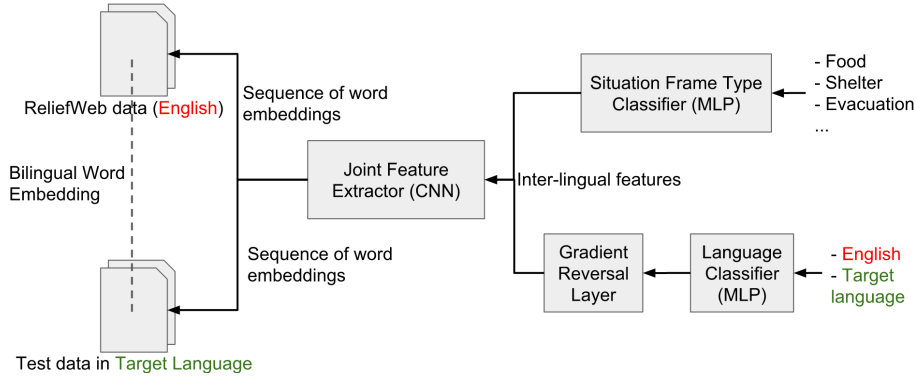 ReliefWeb data (English)
Bilingual Word
Embedding
Test data in Target Language
Sequence of word
embeddings
Sequence of word
embeddings
Joint Feature
Extractor (CNN)
Inter-lingual features
Situation Frame Type
Classifier (MLP)
- Food
- Shelter
- Evacuation
...
Gradient
Reversal
Layer
Language
Classifier
(MLP)
- English
- Target
language